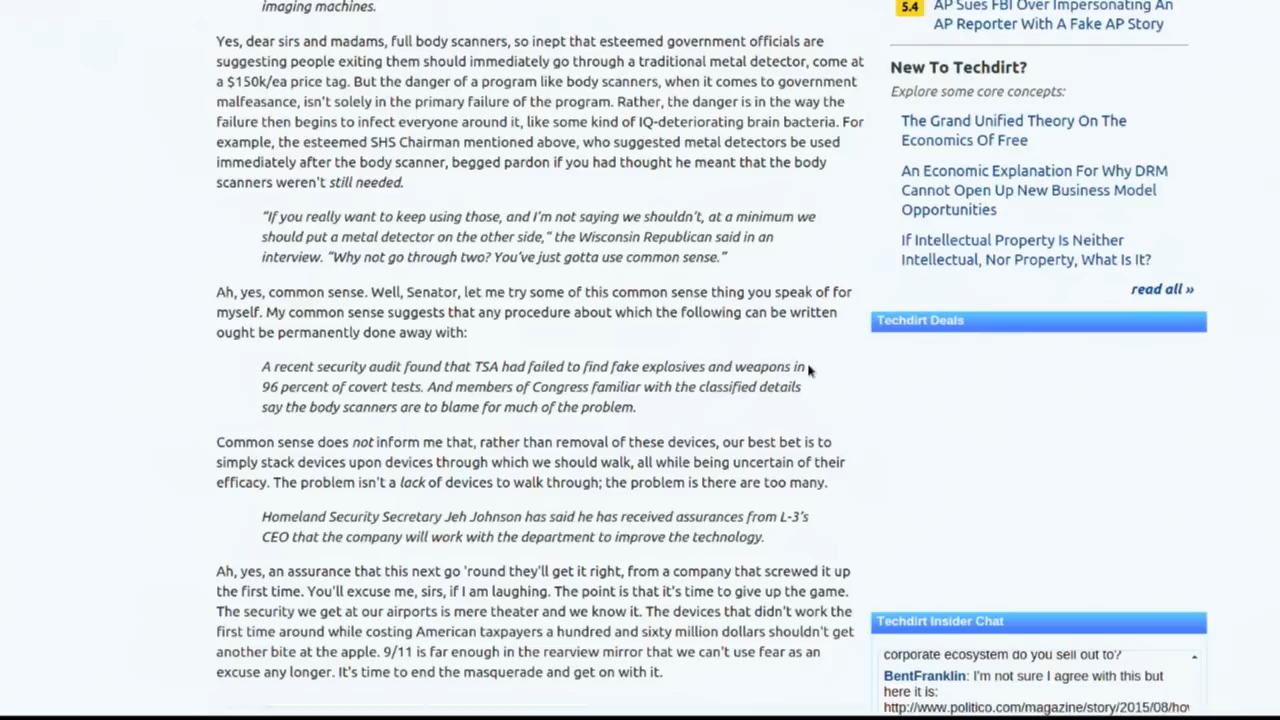 imaging machines.
Yes, dear sirs and madams, full body scanners, so inept that esteemed government officials are
suggesting people exiting them should immediately go through a traditional metal detector, come at
a $150k/ea price tag. But the danger of a program like body scanners, when it comes to government
malfeasance, isn't solely in the primary failure of the program. Rather, the danger is in the way the
failure then begins to infect everyone around it, like some kind of IQ-deteriorating brain bacteria. For
example, the esteemed SHS Chairman mentioned above, who suggested metal detectors be used
immediately after the body scanner, begged pardon if you had thought he meant that the body
scanners weren't still needed.
"If you really want to keep using those, and I'm not saying we shouldn't, at a minimum we
should put a metal detector on the other side," the Wisconsin Republican said in an
interview. "Why not go through two? You've just gotta use common sense."
Ah, yes, common sense. Well, Senator, let me try some of this common sense thing you speak of for
myself. My common sense suggests that any procedure about which the following can be written
ought be permanently done away with:
A recent security audit found that TSA had failed to find fake explosives and weapons in
96 percent of covert tests. And members of Congress familiar with the classified details
say the body scanners are to blame for much of the problem.
Common sense does not inform me that, rather than removal of these devices, our best bet is to
simply stack devices upon devices through which we should walk, all while being uncertain of their
efficacy. The problem isn't a lack of devices to walk through; the problem is there are too many.
Homeland Security Secretary Jeh Johnson has said he has received assurances from L-3's
CEO that the company will work with the department to improve the technology.
Ah, yes, an assurance that this next go 'round they'll get it right, from a company that screwed it up
the first time. You'll excuse me, sirs, if I am laughing. The point is that it's time to give up the game.
The security we get at our airports is mere theater and we know it. The devices that didn't work the
first time around while costing American taxpayers a hundred and sixty million dollars shouldn't get
another bite at the apple. 9/11 is far enough in the rearview mirror that we can't use fear as an
excuse any longer. It's time to end the masquerade and get on with it.
5.4
AP Sues FBI Over Impersonating An
AP Reporter With A Fake AP Story
New To Techdirt?
Explore some core concepts:
The Grand Unified Theory On The
Economics Of Free
An Economic Explanation For Why DRM
Cannot Open Up New Business Model
Opportunities
If Intellectual Property Is Neither
Intellectual, Nor Property, What Is It?
read all »
Techdirt Deals
Techdirt Insider Chat
corporate ecosystem do you sell out to?
BentFranklin: I'm not sure I agree with this but
here it is:
http://www.politico.com/magazine/story/2015/08/ho